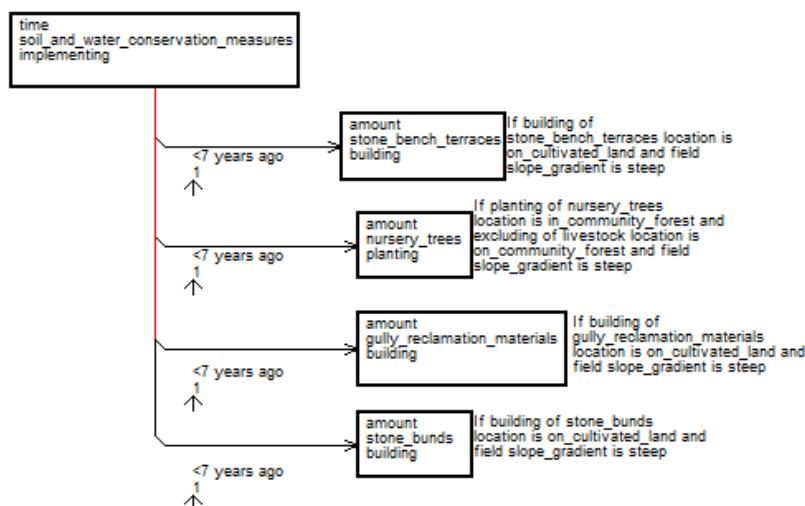 time
soil_and_water_conservation_measures
implementing
amount
stone_bench_terraces
building
If building of
stone_bench_terraces location is
on_cultivated_land and field
slope_gradient is steep
<7 years ago
1
amount
nursery_trees
planting
If planting of nursery_trees
location is in_community_forest and
excluding of livestock location is
on_community_forest and field
slope_gradient is steep
<7 years ago
1
amount
gully_reclamation_materials
building
If building of
gully_reclamation_materials
location is on_cultivated_land and
field slope_gradient is steep
<7 years ago
1
amount
stone_bunds
building
If building of stone_bunds
location is on_cultivated_land and
field slope_gradient is steep
<7 years ago
1